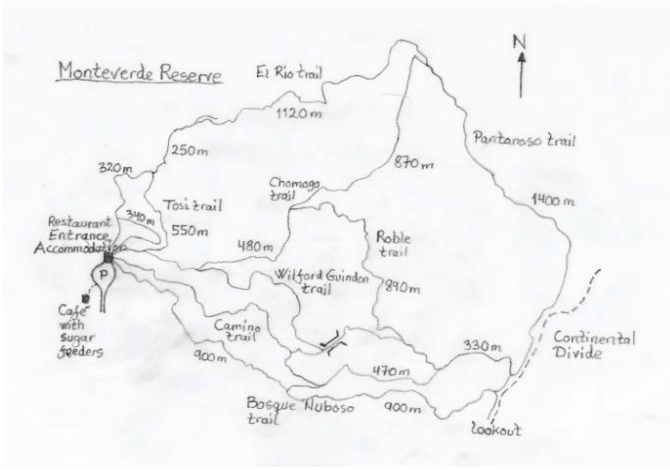 Monteverde Reserve
El Río trail
N
1120 m
250 m
Pantanoso trail
320 m
870 m
Chomogo
trail
1400 m
Tosi trail
340 m
550 m
Restaurant
Entrance
Accommodation
480 m
Roble
trail
P
Wilford Guindon
trail
890 m
Café
with
sugar
feeders
Camino
trail
330 m
Continental
Divide
900 m
470 m
Bosque Nuboso
trail
900 m
lookout